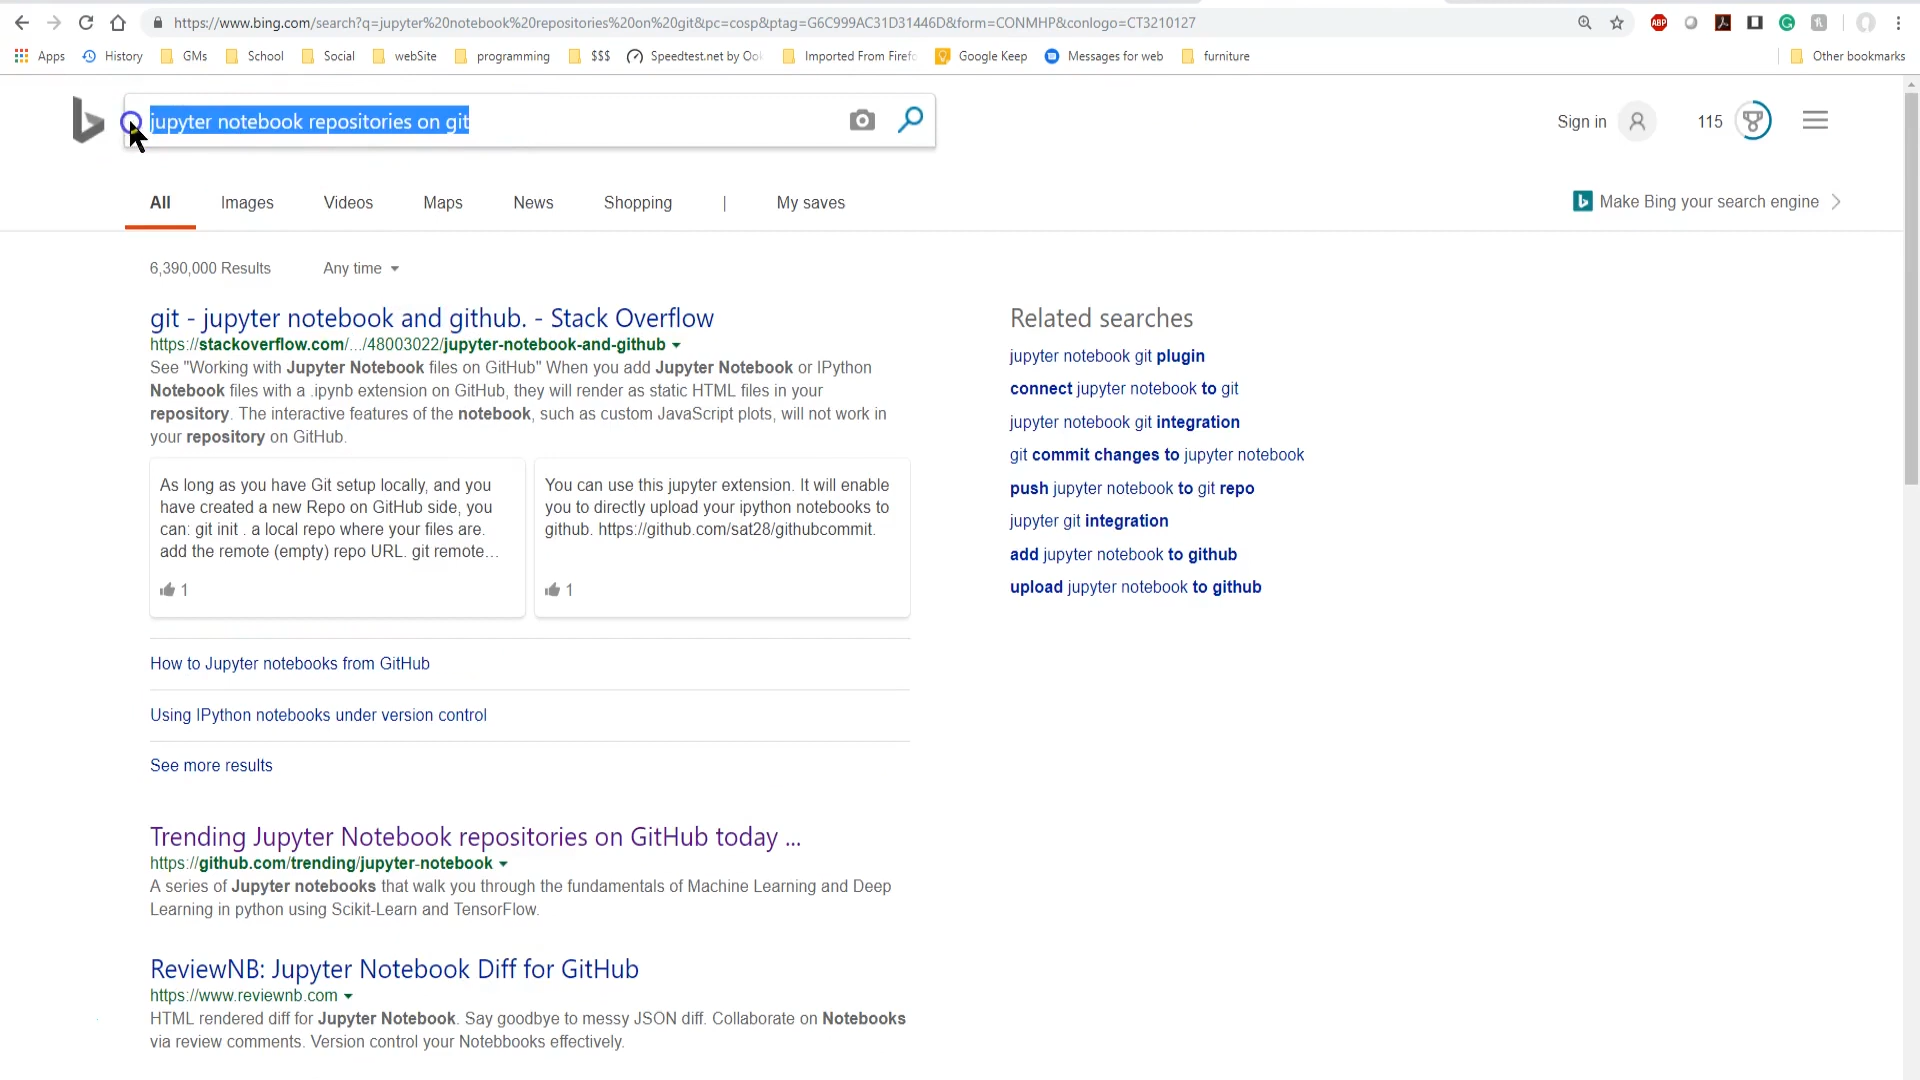 https://www.bing.com/search?q=jupyter%20notebook%20repositories%20on%20git&pc=cosp&ptag=G6C999AC31D31446D&form=CONMHP&conlogo=CT3210127
ABP
Apps
History
GMs
School
Social
webSite
programming
$$$
Speedtest.net by Ook
Imported From Firefo
Google Keep
Messages for web
furniture
Other bookmarks
jupyter notebook repositories on git
Sign in
115
All
Images
Videos
Maps
News
Shopping
|
My saves
Make Bing your search engine
6,390,000 Results
Any time
git - jupyter notebook and github. - Stack Overflow
https://stackoverflow.com/.../48003022/jupyter-notebook-and-github
See "Working with Jupyter Notebook files on GitHub" When you add Jupyter Notebook or IPython
Notebook files with a .ipynb extension on GitHub, they will render as static HTML files in your
repository. The interactive features of the notebook, such as custom JavaScript plots, will not work in
your repository on GitHub.
As long as you have Git setup locally, and you
have created a new Repo on GitHub side, you
can: git init . a local repo where your files are.
add the remote (empty) repo URL. git remote...
1
You can use this jupyter extension. It will enable
you to directly upload your ipython notebooks to
github. https://github.com/sat28/githubcommit.
1
How to Jupyter notebooks from GitHub
Using IPython notebooks under version control
See more results
Trending Jupyter Notebook repositories on GitHub today ...
https://github.com/trending/jupyter-notebook
A series of Jupyter notebooks that walk you through the fundamentals of Machine Learning and Deep
Learning in python using Scikit-Learn and TensorFlow.
ReviewNB: Jupyter Notebook Diff for GitHub
https://www.reviewnb.com
HTML rendered diff for Jupyter Notebook. Say goodbye to messy JSON diff. Collaborate on Notebooks
via review comments. Version control your Notebbooks effectively.
Related searches
jupyter notebook git plugin
connect jupyter notebook to git
jupyter notebook git integration
git commit changes to jupyter notebook
push jupyter notebook to git repo
jupyter git integration
add jupyter notebook to github
upload jupyter notebook to github